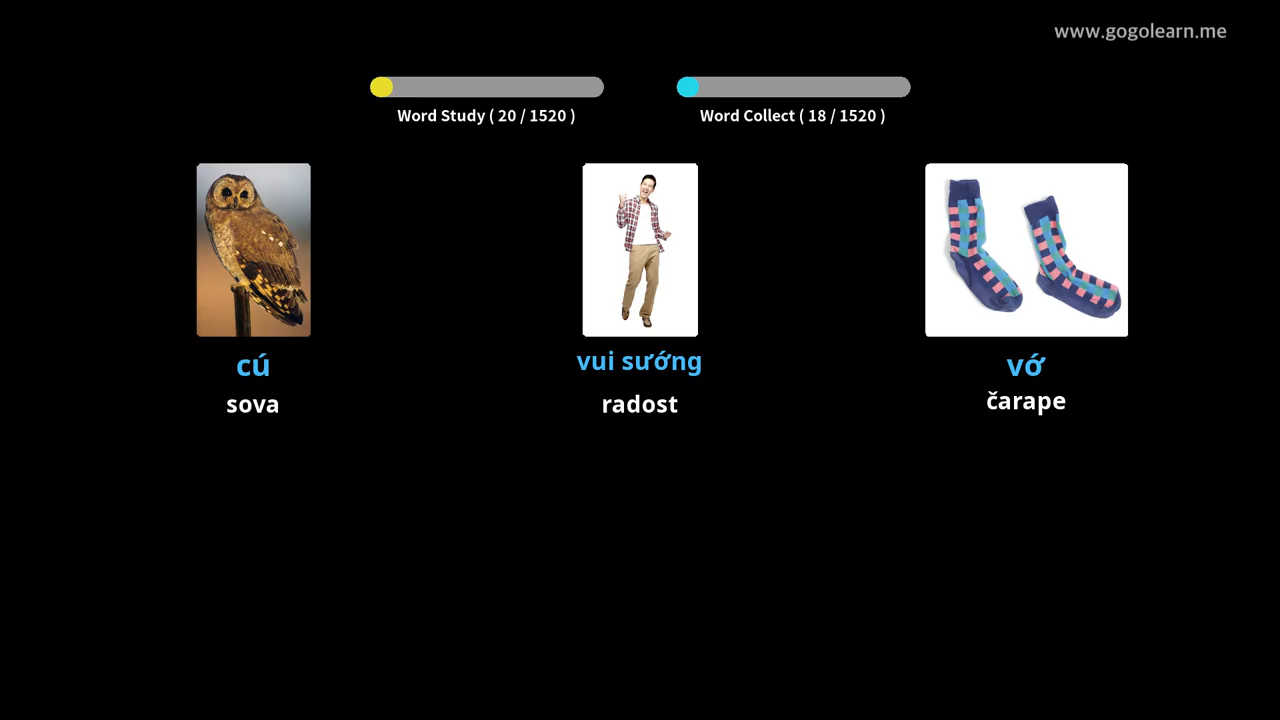 www.gogolearn.me
Word Study ( 20 / 1520 )
Word Collect ( 18 / 1520 )
cú
vui sướng
vớ
sova
radost
čarape